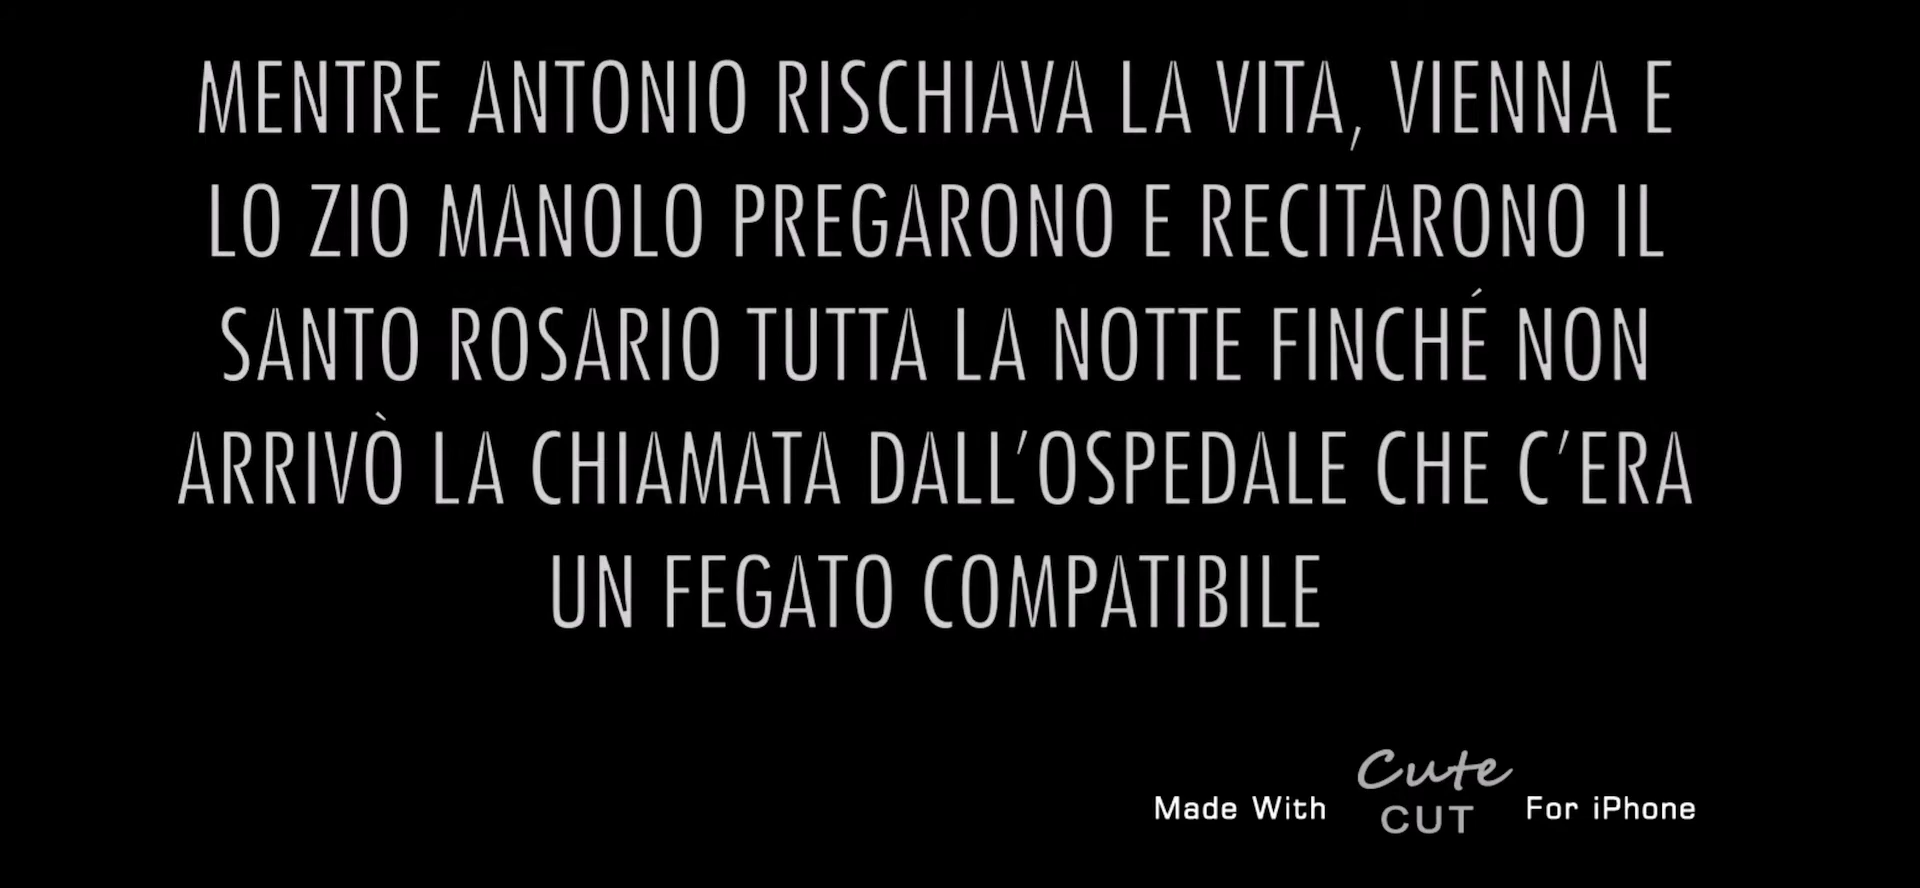 MENTRE ANTONIO RISCHIAVA LA VITA, VIENNA E
LO ZIO MANOLO PREGARONO E RECITARONO IL
SANTO ROSARIO TUTTA LA NOTTE FINCHÉ NON
ARRIVÒ LA CHIAMATA DALL’OSPEDALE CHE C’ERA
UN FEGATO COMPATIBILE
Made With Cute CUT For iPhone